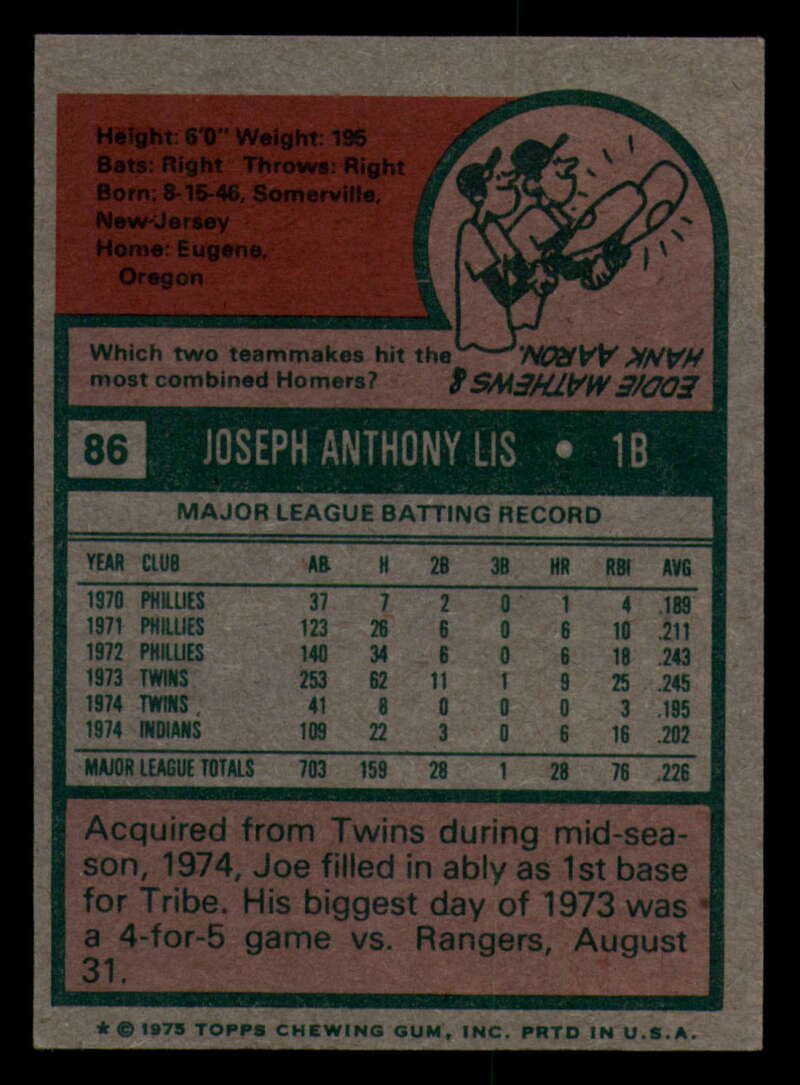 Height: 6'0" Weight: 195
Bats: Right Throws: Right
Born: 8-15-46, Somerville,
New Jersey
Home: Eugene,
Oregon
Which two teammakes hit the
most combined Homers?
EDDIE MATHEWS &
HANK AARON.
86 JOSEPH ANTHONY LIS • 1B
MAJOR LEAGUE BATTING RECORD
YEAR CLUB AB H 2B 3B HR RBI AVG
1970 PHILLIES 37 7 2 0 1 4 .189
1971 PHILLIES 123 26 6 0 6 10 .211
1972 PHILLIES 140 34 6 0 6 18 .243
1973 TWINS 253 62 11 1 9 25 .245
1974 TWINS 41 8 0 0 0 3 .195
1974 INDIANS 109 22 3 0 6 16 .202
MAJOR LEAGUE TOTALS 703 159 28 1 28 76 .226
Acquired from Twins during mid-sea-
son, 1974, Joe filled in ably as 1st base
for Tribe. His biggest day of 1973 was
a 4-for-5 game vs. Rangers, August
31.
* © 1975 TOPPS CHEWING GUM, INC. PRTD IN U.S.A.